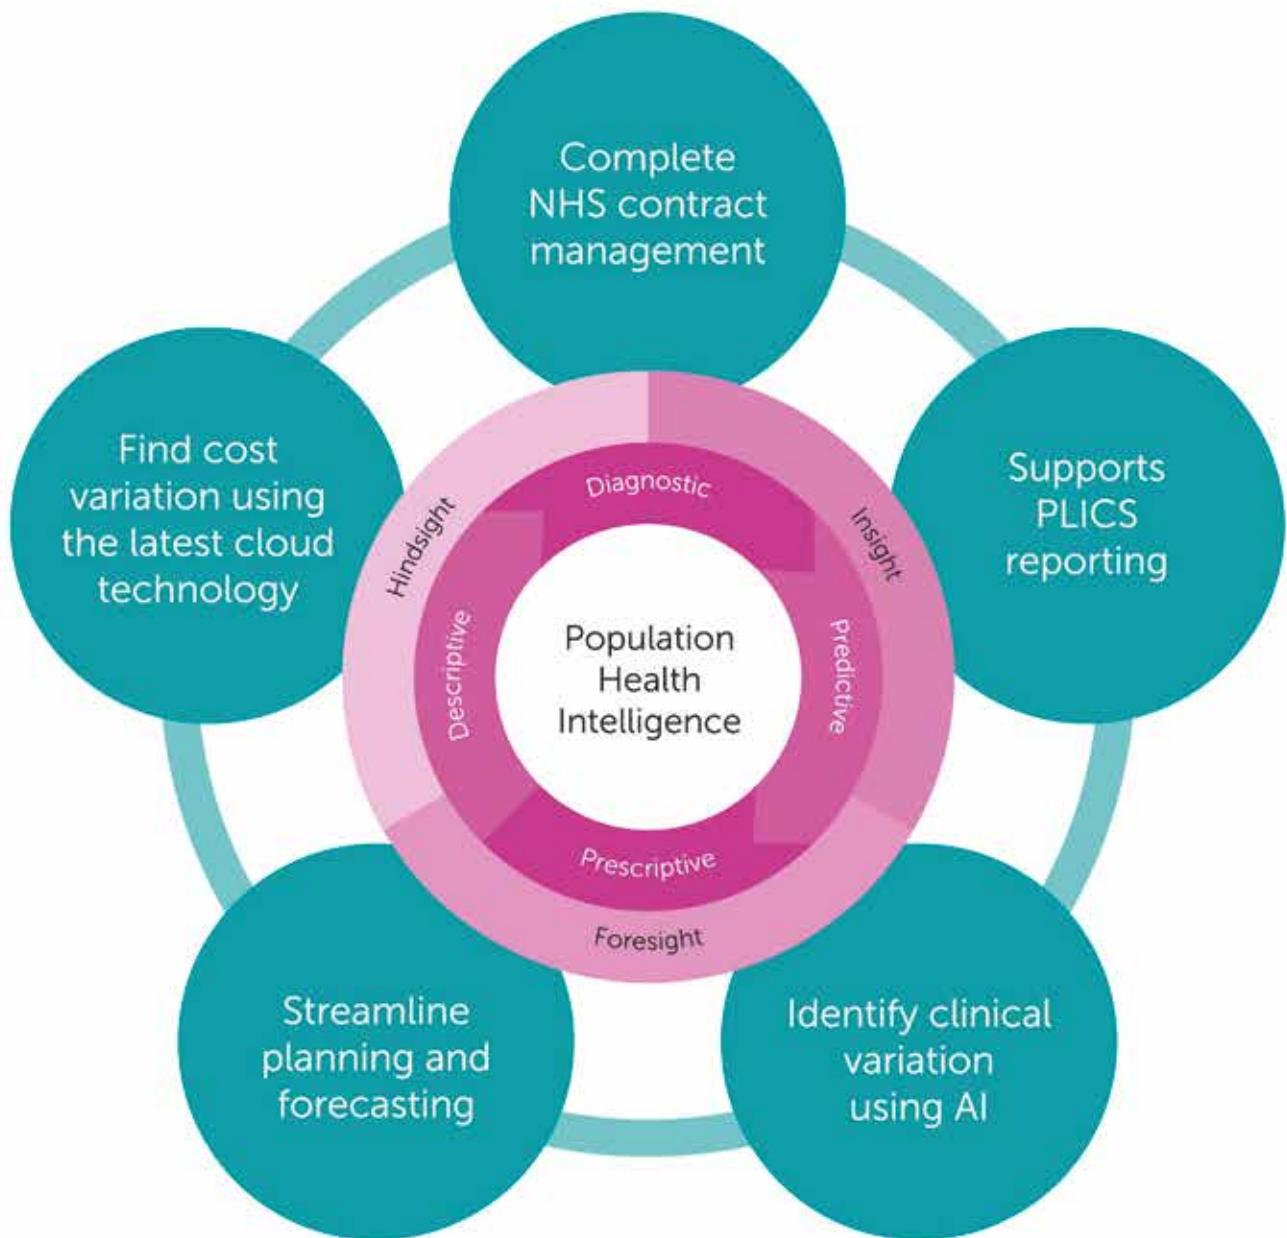 Complete
NHS contract
management
Supports
PLICS
reporting
Identify clinical
variation
using AI
Streamline
planning and
forecasting
Find cost
variation using
the latest cloud
technology
Hindsight
Insight
Foresight
Diagnostic
Predictive
Prescriptive
Descriptive
Population
Health
Intelligence